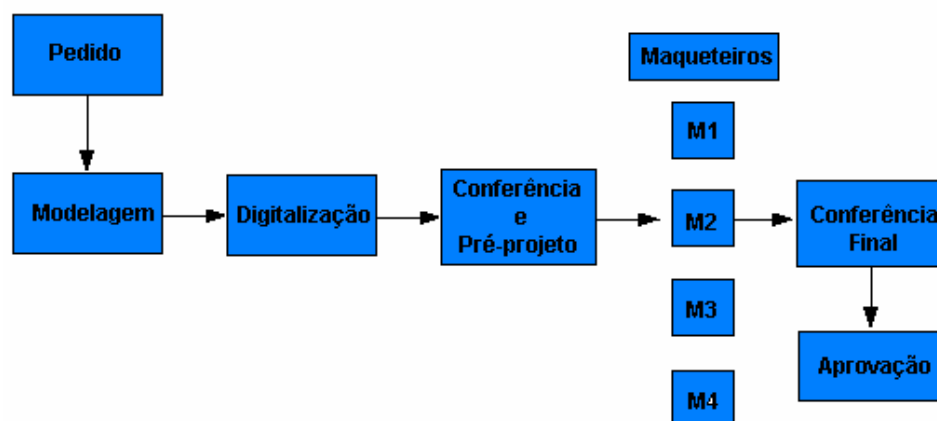 Pedido
Modelagem
Digitalização
Conferência
e
Pré-projeto
Maqueteiros
M1
M2
M3
M4
Conferência
Final
Aprovação